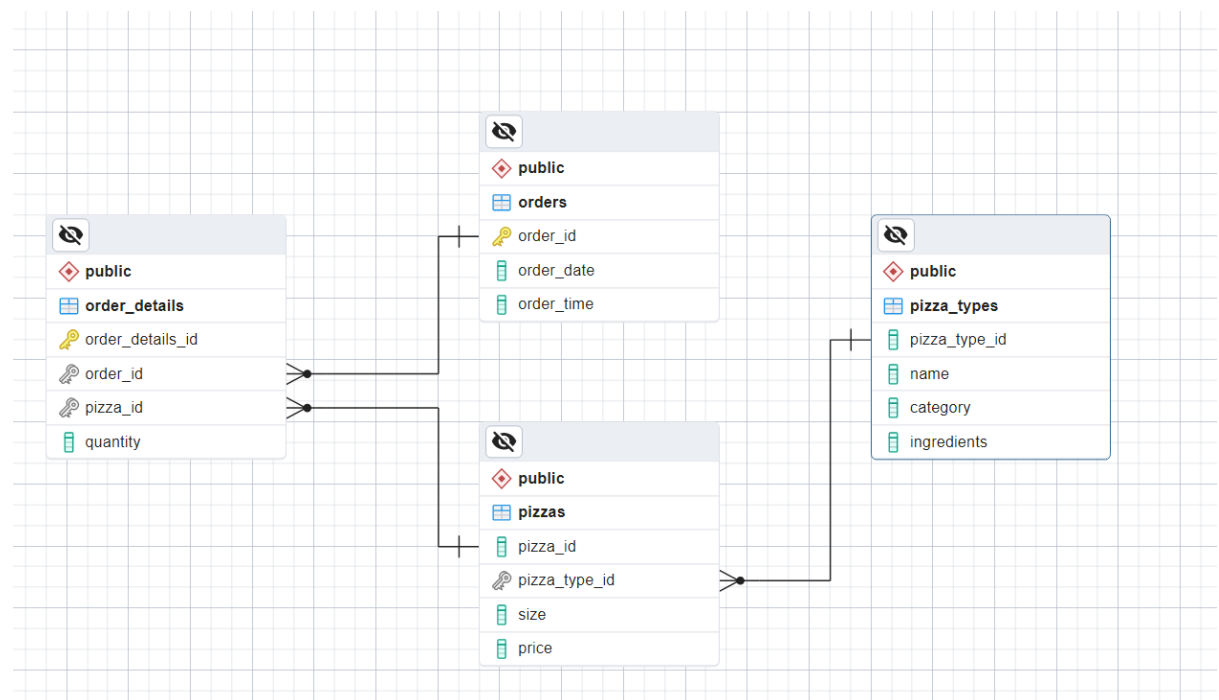 public
orders
order_id
order_date
order_time
public
order_details
order_details_id
order_id
pizza_id
quantity
public
pizza_types
pizza_type_id
name
category
ingredients
public
pizzas
pizza_id
pizza_type_id
size
price